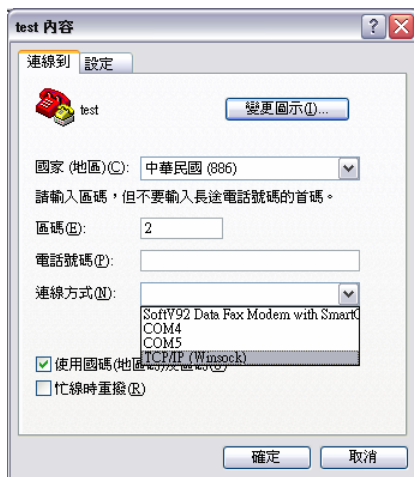 test 內容
連線到
設定
test
變更圖示(I)...
國家 (地區)(C):
中華民國 (886)
請輸入區碼，但不要輸入長途電話號碼的首碼。
區碼(E):
2
電話號碼(P):
連線方式(N):
SoftV92 Data Fax Modem with SmartC
COM4
COM5
TCP/IP (Winsock)
使用國碼(地區碼)及區碼(U)
忙線時重撥(R)
確定
取消